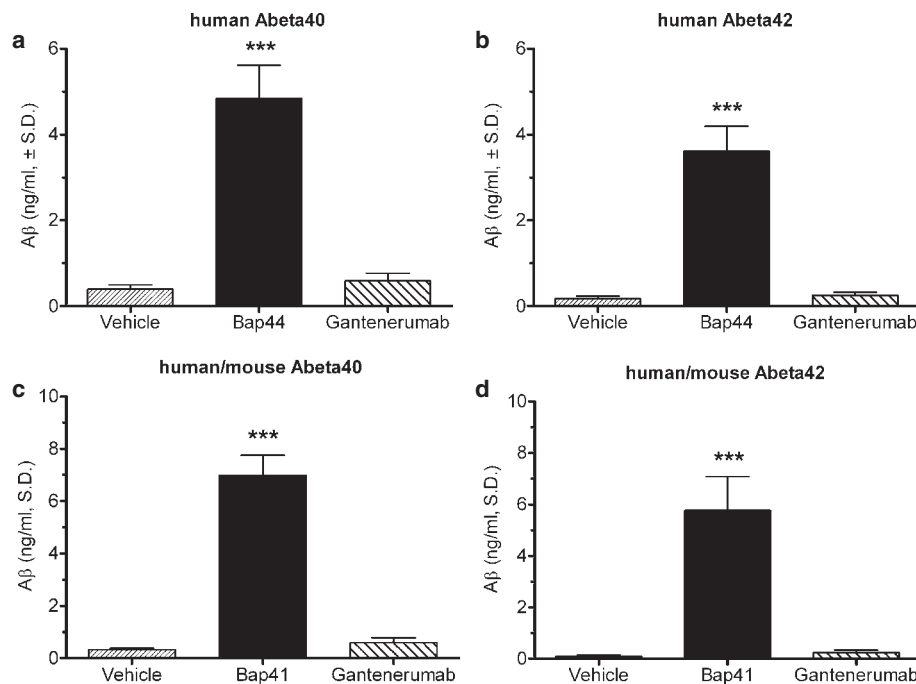 human Abeta40
a
Aβ (ng/ml, ± S.D.)
6
4
2
0
***
Vehicle
Bap44
Gantenerumab
human Abeta42
b
Aβ (ng/ml, ± S.D.)
6
4
2
0
***
Vehicle
Bap44
Gantenerumab
human/mouse Abeta40
c
Aβ (ng/ml, S.D.)
10
8
6
4
2
0
***
Vehicle
Bap41
Gantenerumab
human/mouse Abeta42
d
Aβ (ng/ml, S.D.)
10
8
6
4
2
0
***
Vehicle
Bap41
Gantenerumab